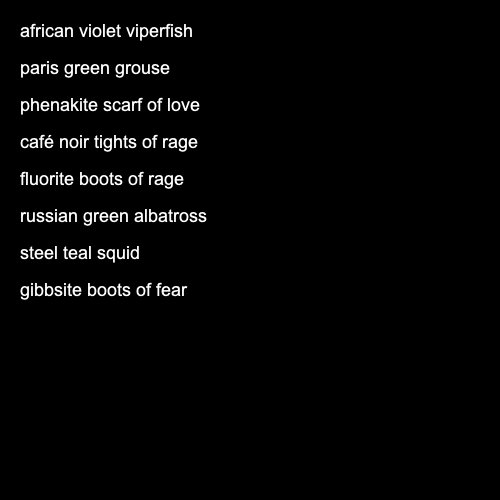 african violet viperfish
paris green grouse
phenakite scarf of love
café noir tights of rage
fluorite boots of rage
russian green albatross
steel teal squid
gibbsite boots of fear